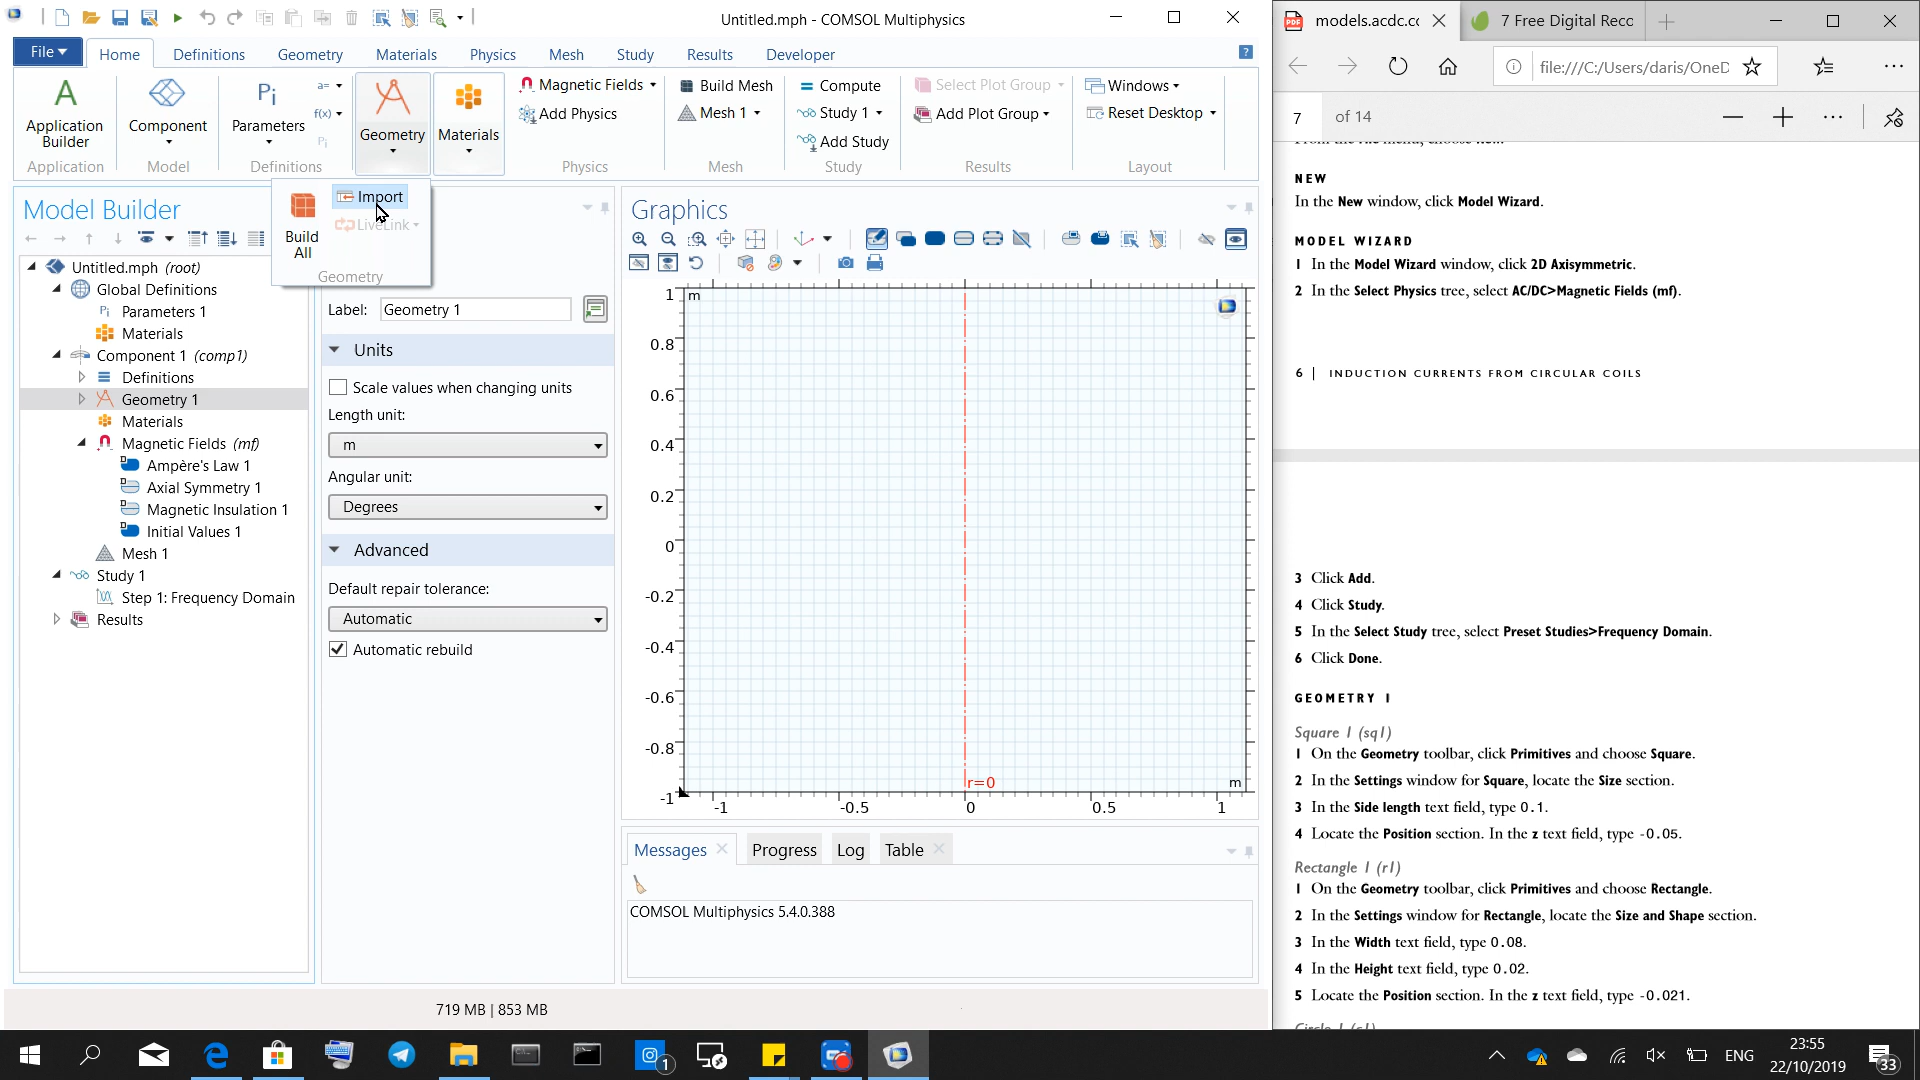 Untitled.mph - COMSOL Multiphysics
File
Home
Definitions
Geometry
Materials
Physics
Mesh
Study
Results
Developer
Application Builder
Application
Component
Model
Pi
Parameters
a=
f(x)
Pi
Definitions
Geometry
Materials
Magnetic Fields
Add Physics
Physics
Build Mesh
Mesh 1
Mesh
Compute
Study 1
Add Study
Study
Select Plot Group
Add Plot Group
Results
Windows
Reset Desktop
Layout
Build All
Import
LiveLink
Geometry
Model Builder
Untitled.mph (root)
Global Definitions
Pi Parameters 1
Materials
Component 1 (comp1)
Definitions
Geometry 1
Materials
Magnetic Fields (mf)
Ampère's Law 1
Axial Symmetry 1
Magnetic Insulation 1
Initial Values 1
Mesh 1
Study 1
Step 1: Frequency Domain
Results
Label: Geometry 1
Units
Scale values when changing units
Length unit:
m
Angular unit:
Degrees
Advanced
Default repair tolerance:
Automatic
Automatic rebuild
Graphics
1
m
0.8
0.6
0.4
0.2
0
-0.2
-0.4
-0.6
-0.8
-1
r=0
m
-1
-0.5
0
0.5
1
Messages
Progress
Log
Table
COMSOL Multiphysics 5.4.0.388
719 MB | 853 MB
models.acdc.cc
7 Free Digital Recc
file:///C:/Users/daris/OneD
7 of 14
NEW
In the New window, click Model Wizard.
MODEL WIZARD
1 In the Model Wizard window, click 2D Axisymmetric.
2 In the Select Physics tree, select AC/DC>Magnetic Fields (mf).
6 | INDUCTION CURRENTS FROM CIRCULAR COILS
3 Click Add.
4 Click Study.
5 In the Select Study tree, select Preset Studies>Frequency Domain.
6 Click Done.
GEOMETRY 1
Square 1 (sq1)
1 On the Geometry toolbar, click Primitives and choose Square.
2 In the Settings window for Square, locate the Size section.
3 In the Side length text field, type 0.1.
4 Locate the Position section. In the z text field, type -0.05.
Rectangle 1 (r1)
1 On the Geometry toolbar, click Primitives and choose Rectangle.
2 In the Settings window for Rectangle, locate the Size and Shape section.
3 In the Width text field, type 0.08.
4 In the Height text field, type 0.02.
5 Locate the Position section. In the z text field, type -0.021.
1
ENG
23:55
22/10/2019
33